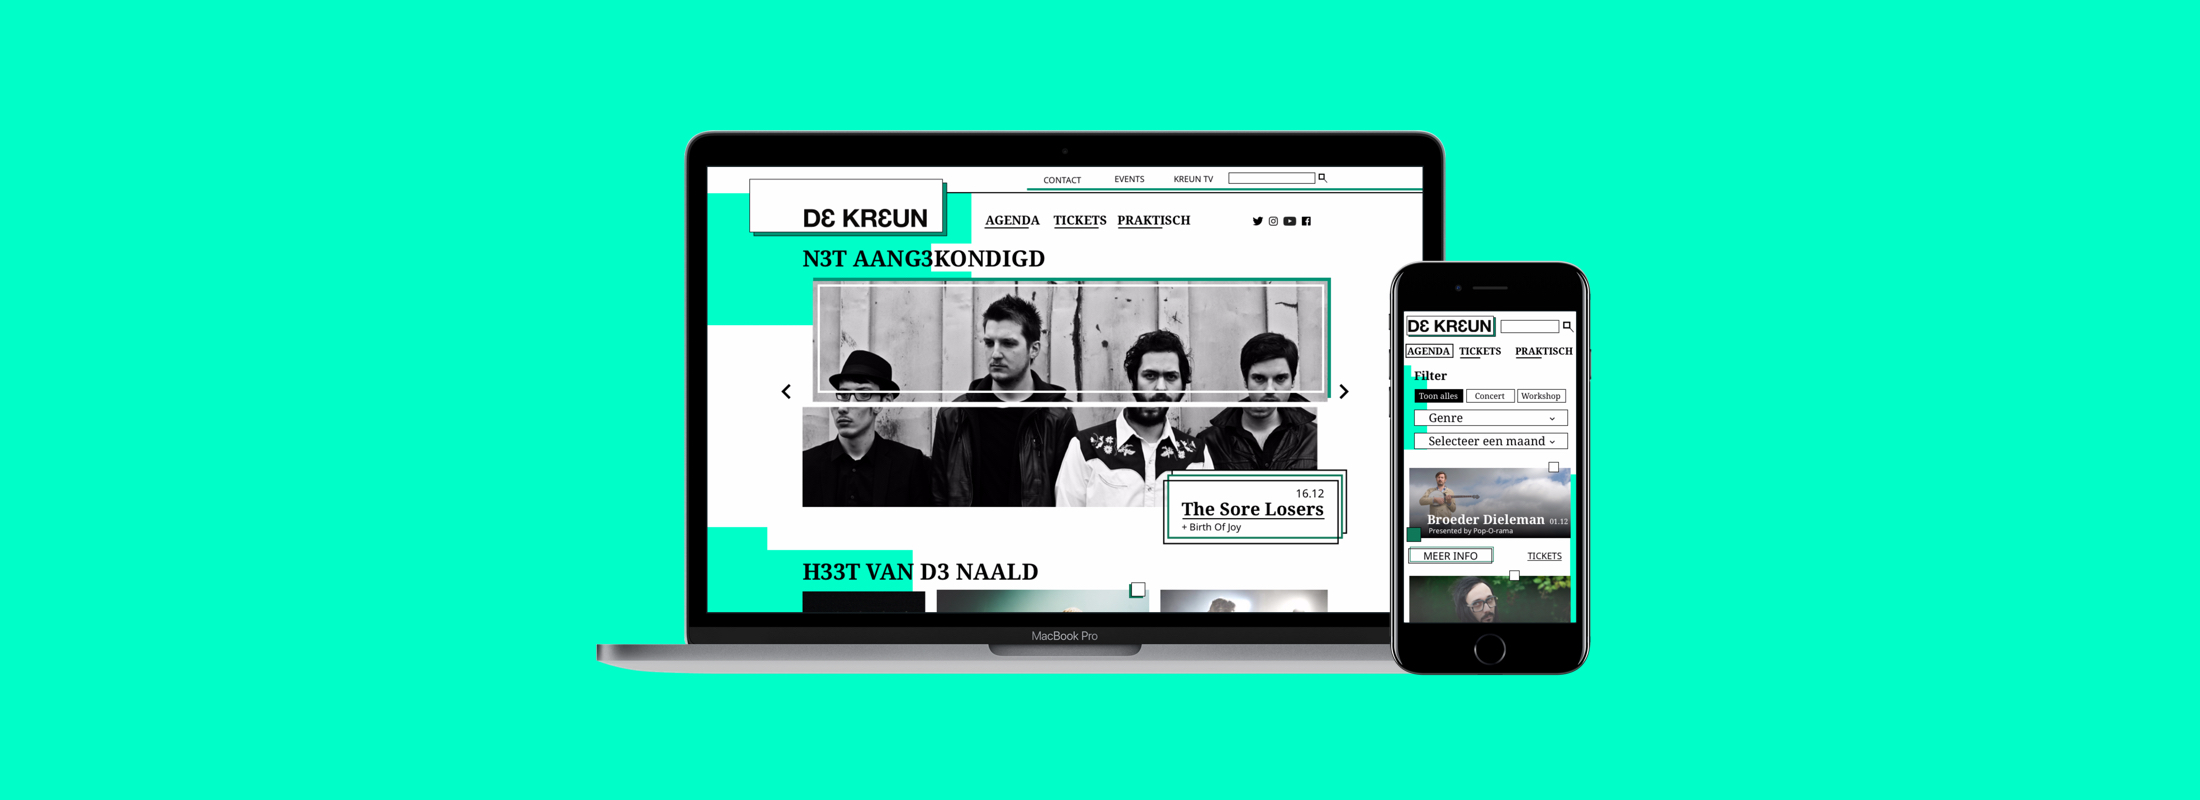 CONTACT EVENTS KREUN TV
DE KRƐUN
AGENDA TICKETS PRAKTISCH
N3T AANG3KONDIGD
16.12
The Sore Losers
+ Birth Of Joy
H33T VAN D3 NAALD
MacBook Pro
DE KRƐUN
AGENDA TICKETS PRAKTISCH
Filter
Toon alles Concert Workshop
Genre
Selecteer een maand
Broeder Dieleman 01.12
Presented by Pop-O-rama
MEER INFO TICKETS